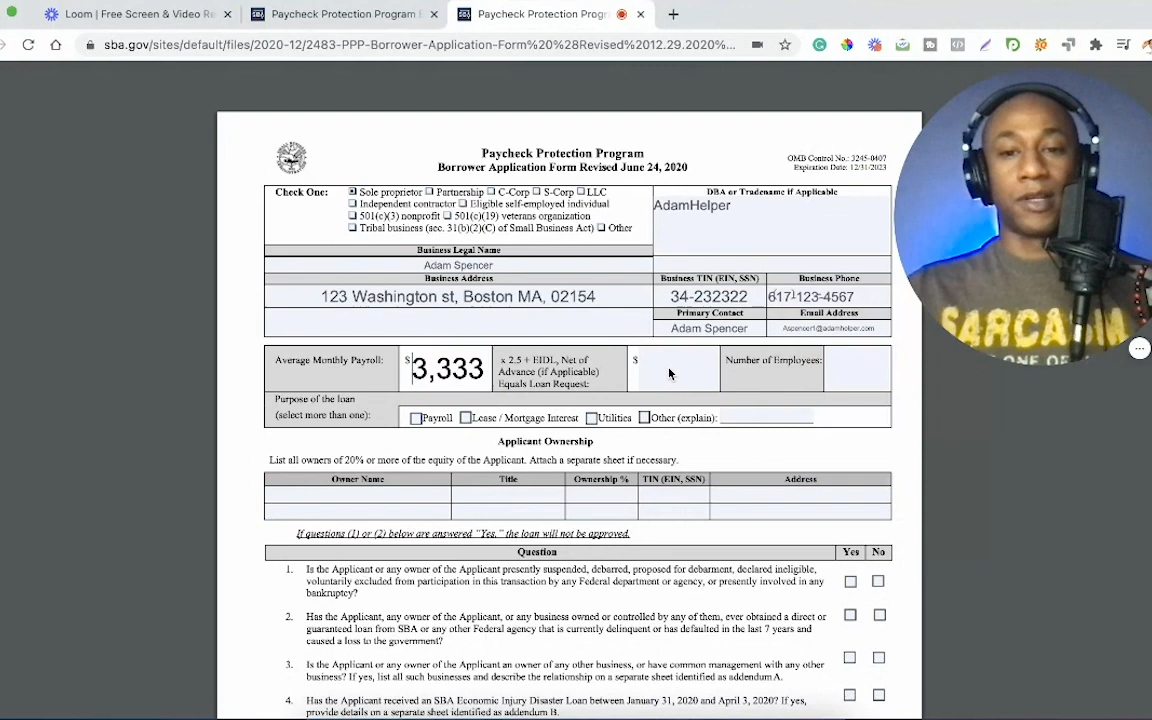 Loom | Free Screen & Video Re
Paycheck Protection Program E
Paycheck Protection Progr
sba.gov/sites/default/files/2020-12/2483-PPP-Borrower-Application-Form%20%28Revised%2012.29.2020%...
Paycheck Protection Program
Borrower Application Form Revised June 24, 2020
OMB Control No.: 3245-0407
Expiration Date: 12/31/2023
Check One:
Sole proprietor Partnership C-Corp S-Corp LLC
Independent contractor Eligible self-employed individual
501(c)(3) nonprofit 501(c)(19) veterans organization
Tribal business (sec. 31(b)(2)(C) of Small Business Act) Other
DBA or Tradename if Applicable
AdamHelper
Business Legal Name
Adam Spencer
Business Address
Business TIN (EIN, SSN)
Business Phone
123 Washington st, Boston MA, 02154
34-232322
617-123-4567
Primary Contact
Email Address
Adam Spencer
Aspencer1@adamhelper.com
Average Monthly Payroll:
$3,333
x 2.5 + EIDL, Net of
Advance (if Applicable)
Equals Loan Request:
$
Number of Employees:
Purpose of the loan
(select more than one):
Payroll Lease / Mortgage Interest Utilities Other (explain):
Applicant Ownership
List all owners of 20% or more of the equity of the Applicant. Attach a separate sheet if necessary.
Owner Name Title Ownership % TIN (EIN, SSN) Address
If questions (1) or (2) below are answered "Yes," the loan will not be approved.
Question Yes No
1. Is the Applicant or any owner of the Applicant presently suspended, debarred, proposed for debarment, declared ineligible,
voluntarily excluded from participation in this transaction by any Federal department or agency, or presently involved in any
bankruptcy?
2. Has the Applicant, any owner of the Applicant, or any business owned or controlled by any of them, ever obtained a direct or
guaranteed loan from SBA or any other Federal agency that is currently delinquent or has defaulted in the last 7 years and
caused a loss to the government?
3. Is the Applicant or any owner of the Applicant an owner of any other business, or have common management with any other
business? If yes, list all such businesses and describe the relationship on a separate sheet identified as addendum A.
4. Has the Applicant received an SBA Economic Injury Disaster Loan between January 31, 2020 and April 3, 2020? If yes,
provide details on a separate sheet identified as addendum B.
SARCA